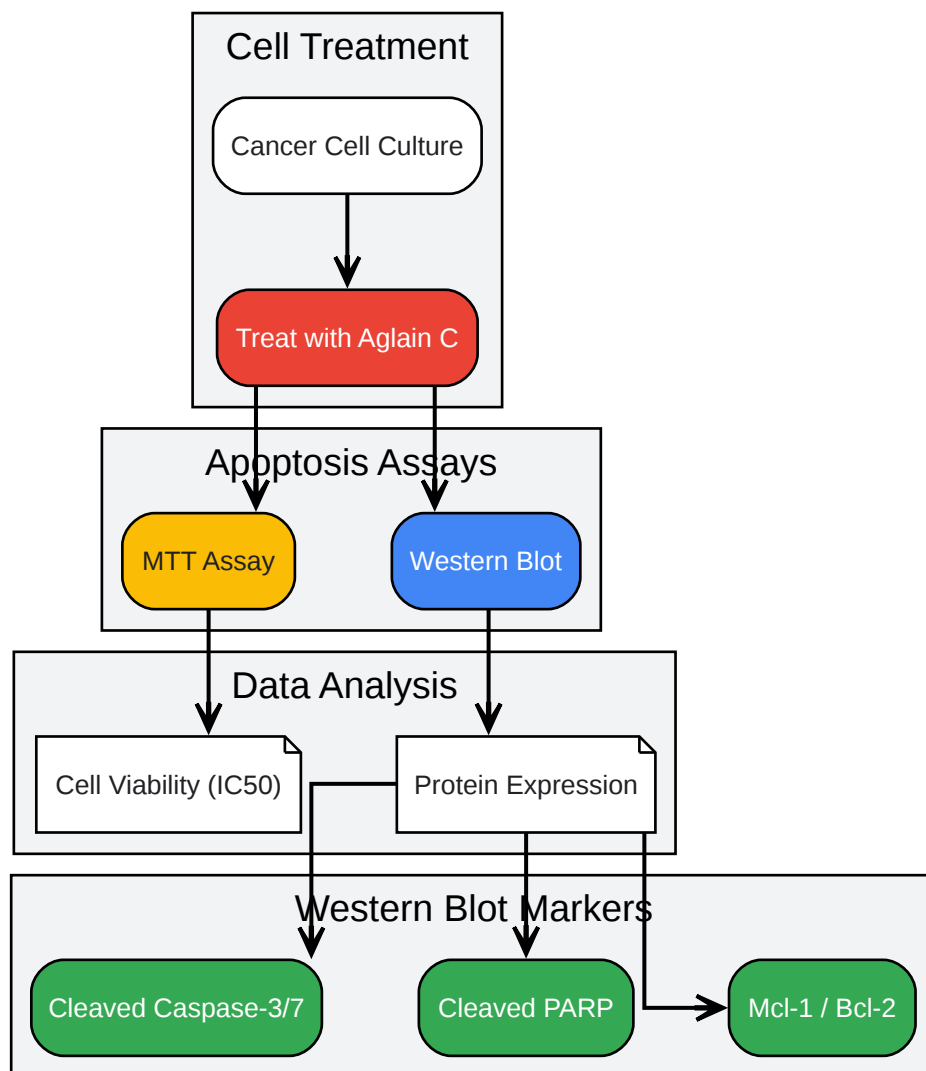 Cell Treatment
Cancer Cell Culture
Treat with Aglain C
Apoptosis Assays
MTT Assay
Western Blot
Data Analysis
Cell Viability (IC50)
Protein Expression
Western Blot Markers
Cleaved Caspase-3/7
Cleaved PARP
Mcl-1 / Bcl-2